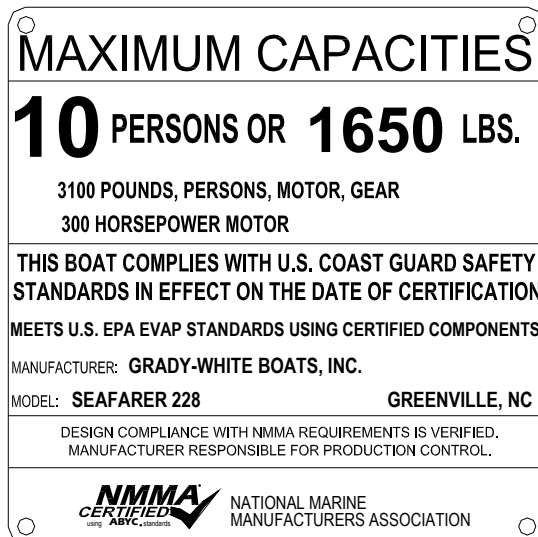 MAXIMUM CAPACITIES
10 PERSONS OR 1650 LBS.
3100 POUNDS, PERSONS, MOTOR, GEAR
300 HORSEPOWER MOTOR
THIS BOAT COMPLIES WITH U.S. COAST GUARD SAFETY
STANDARDS IN EFFECT ON THE DATE OF CERTIFICATION
MEETS U.S. EPA EVAP STANDARDS USING CERTIFIED COMPONENTS
MANUFACTURER: GRADY-WHITE BOATS, INC.
MODEL: SEAFARER 228 GREENVILLE, NC
DESIGN COMPLIANCE WITH NMMA REQUIREMENTS IS VERIFIED.
MANUFACTURER RESPONSIBLE FOR PRODUCTION CONTROL.
NMMA
CERTIFIED
using ABYC, standards
NATIONAL MARINE
MANUFACTURERS ASSOCIATION